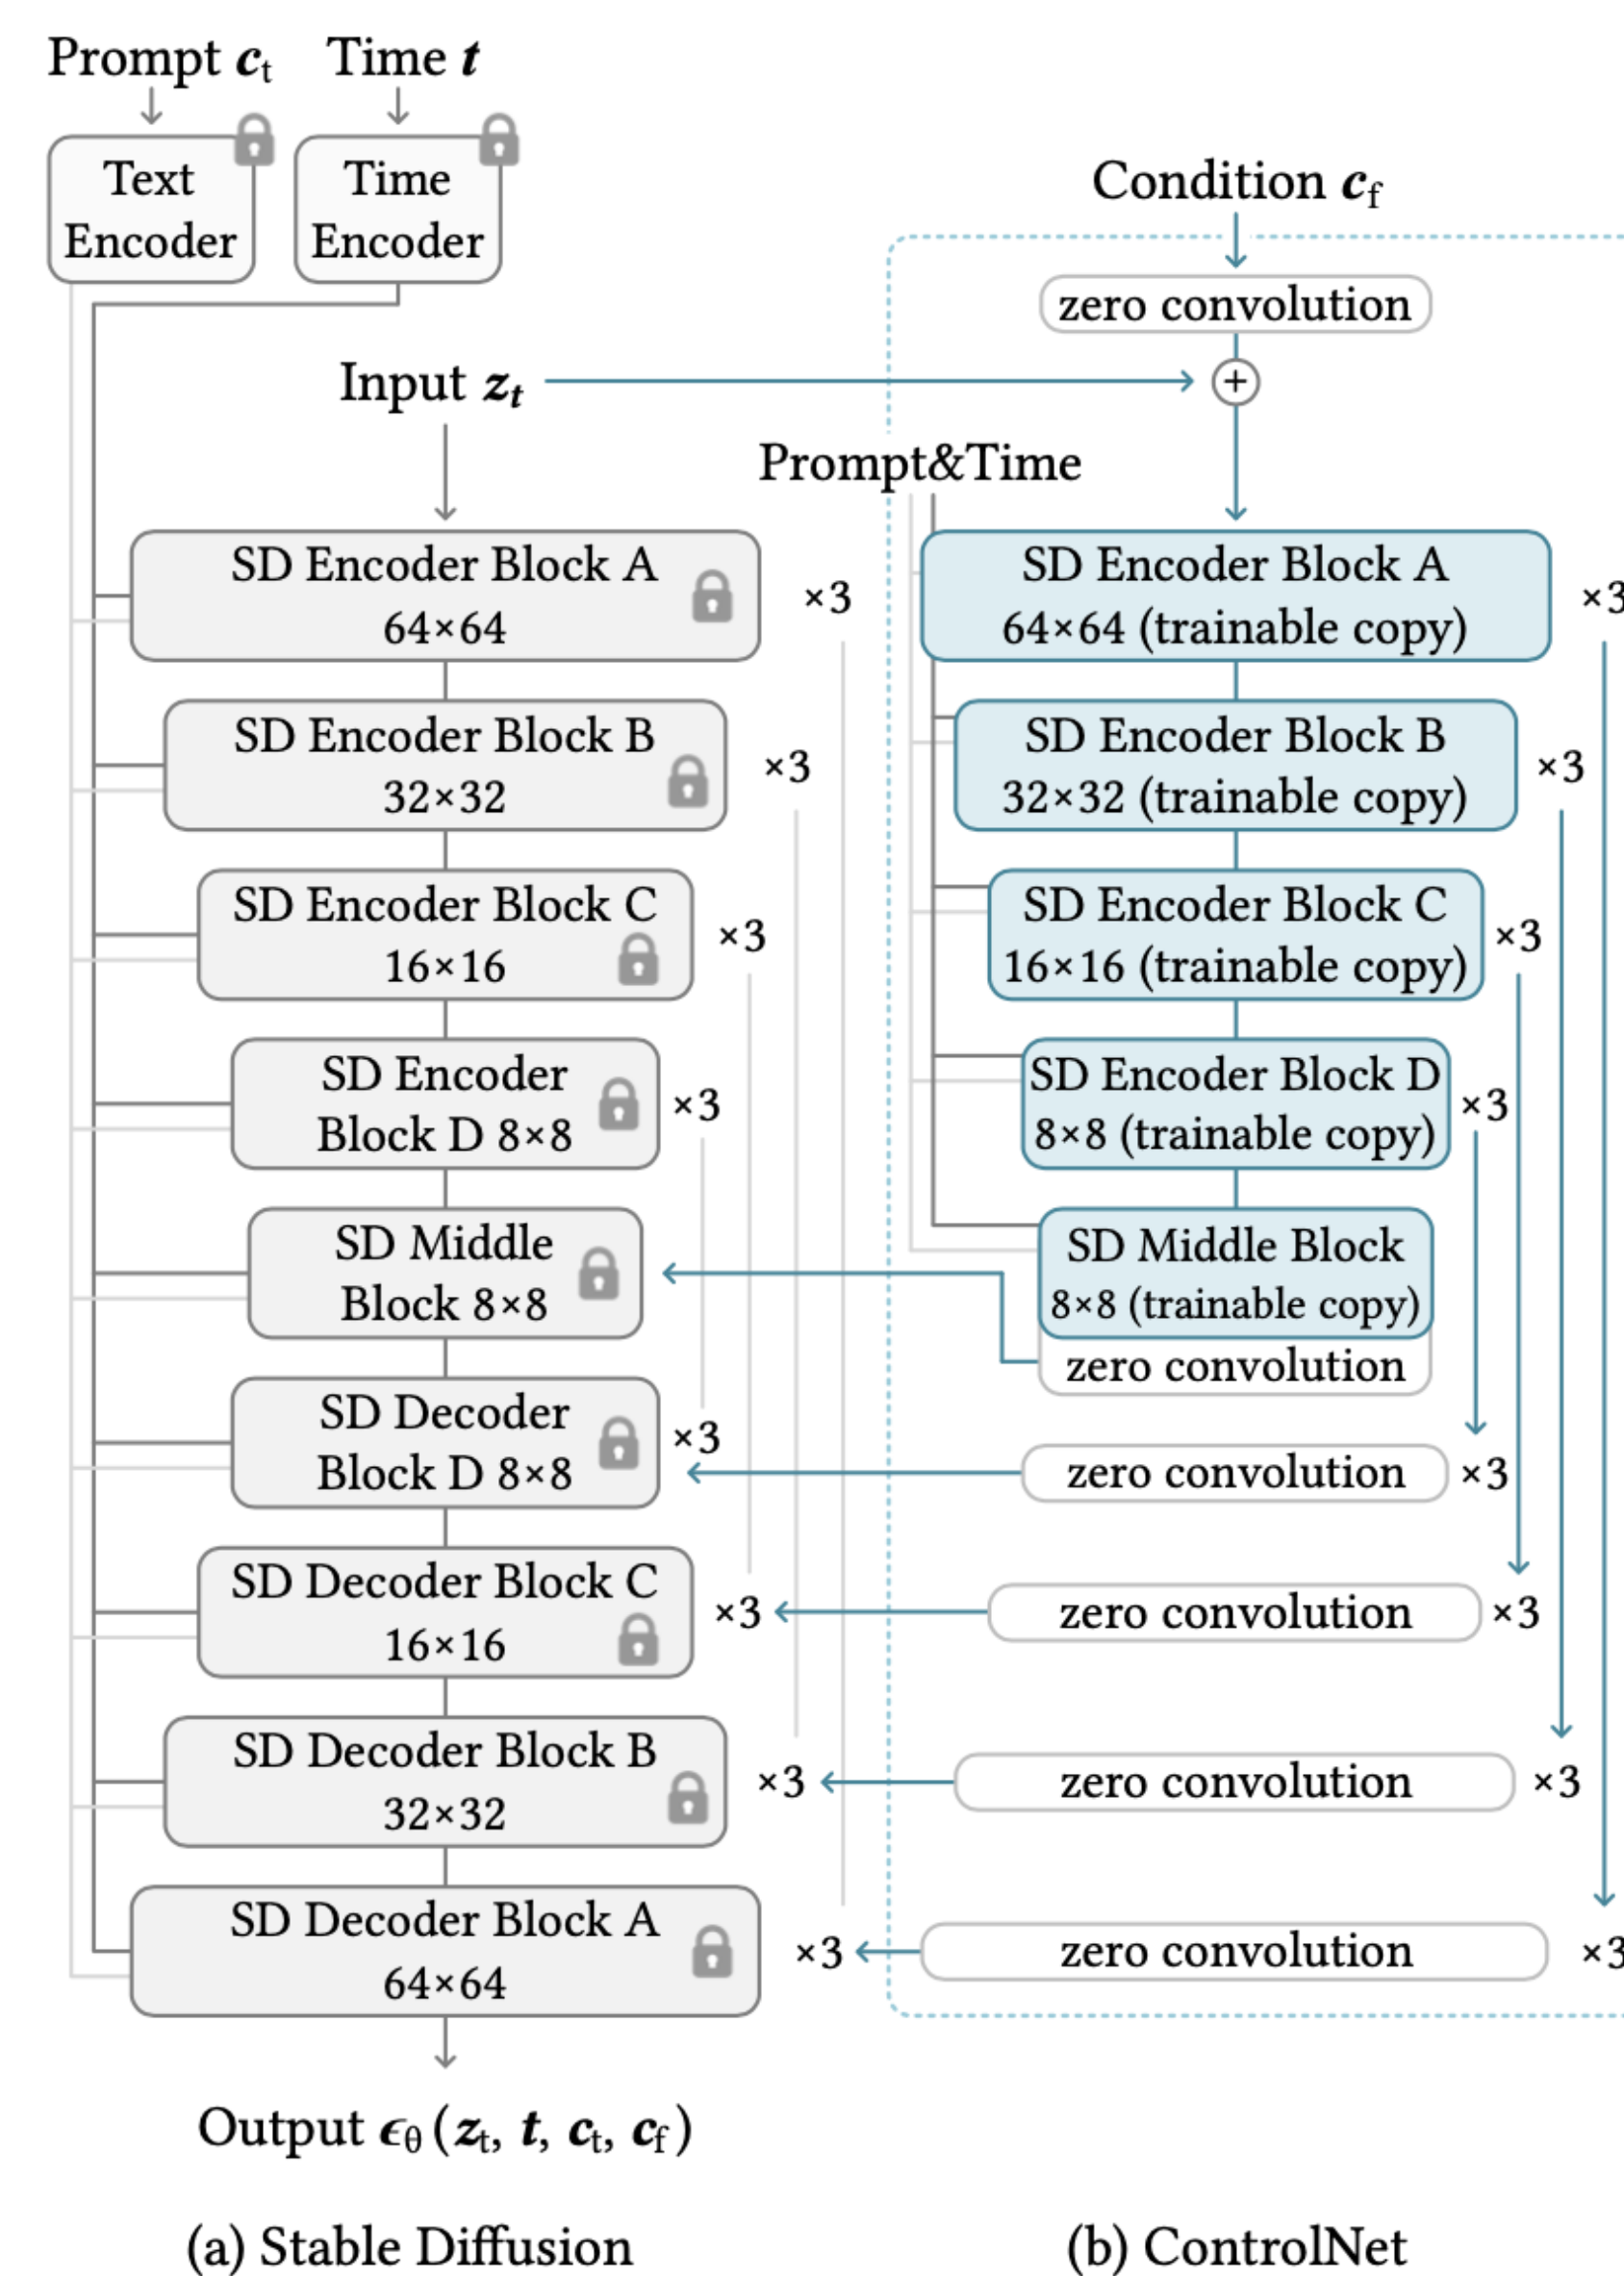 Prompt cₜ
Time t
Text
Encoder
Time
Encoder
Condition c_f
zero convolution
Input zₜ
+
Prompt&Time
SD Encoder Block A
64×64
×3
SD Encoder Block A
64×64 (trainable copy)
×3
SD Encoder Block B
32×32
×3
SD Encoder Block B
32×32 (trainable copy)
×3
SD Encoder Block C
16×16
×3
SD Encoder Block C
16×16 (trainable copy)
×3
SD Encoder
Block D 8×8
×3
SD Encoder Block D
8×8 (trainable copy)
×3
SD Middle
Block 8×8
SD Middle Block
8×8 (trainable copy)
zero convolution
SD Decoder
Block D 8×8
×3
zero convolution
×3
SD Decoder Block C
16×16
×3
zero convolution
×3
SD Decoder Block B
32×32
×3
zero convolution
×3
SD Decoder Block A
64×64
×3
zero convolution
×3
Output ϵ_θ(zₜ, t, cₜ, c_f)
(a) Stable Diffusion
(b) ControlNet